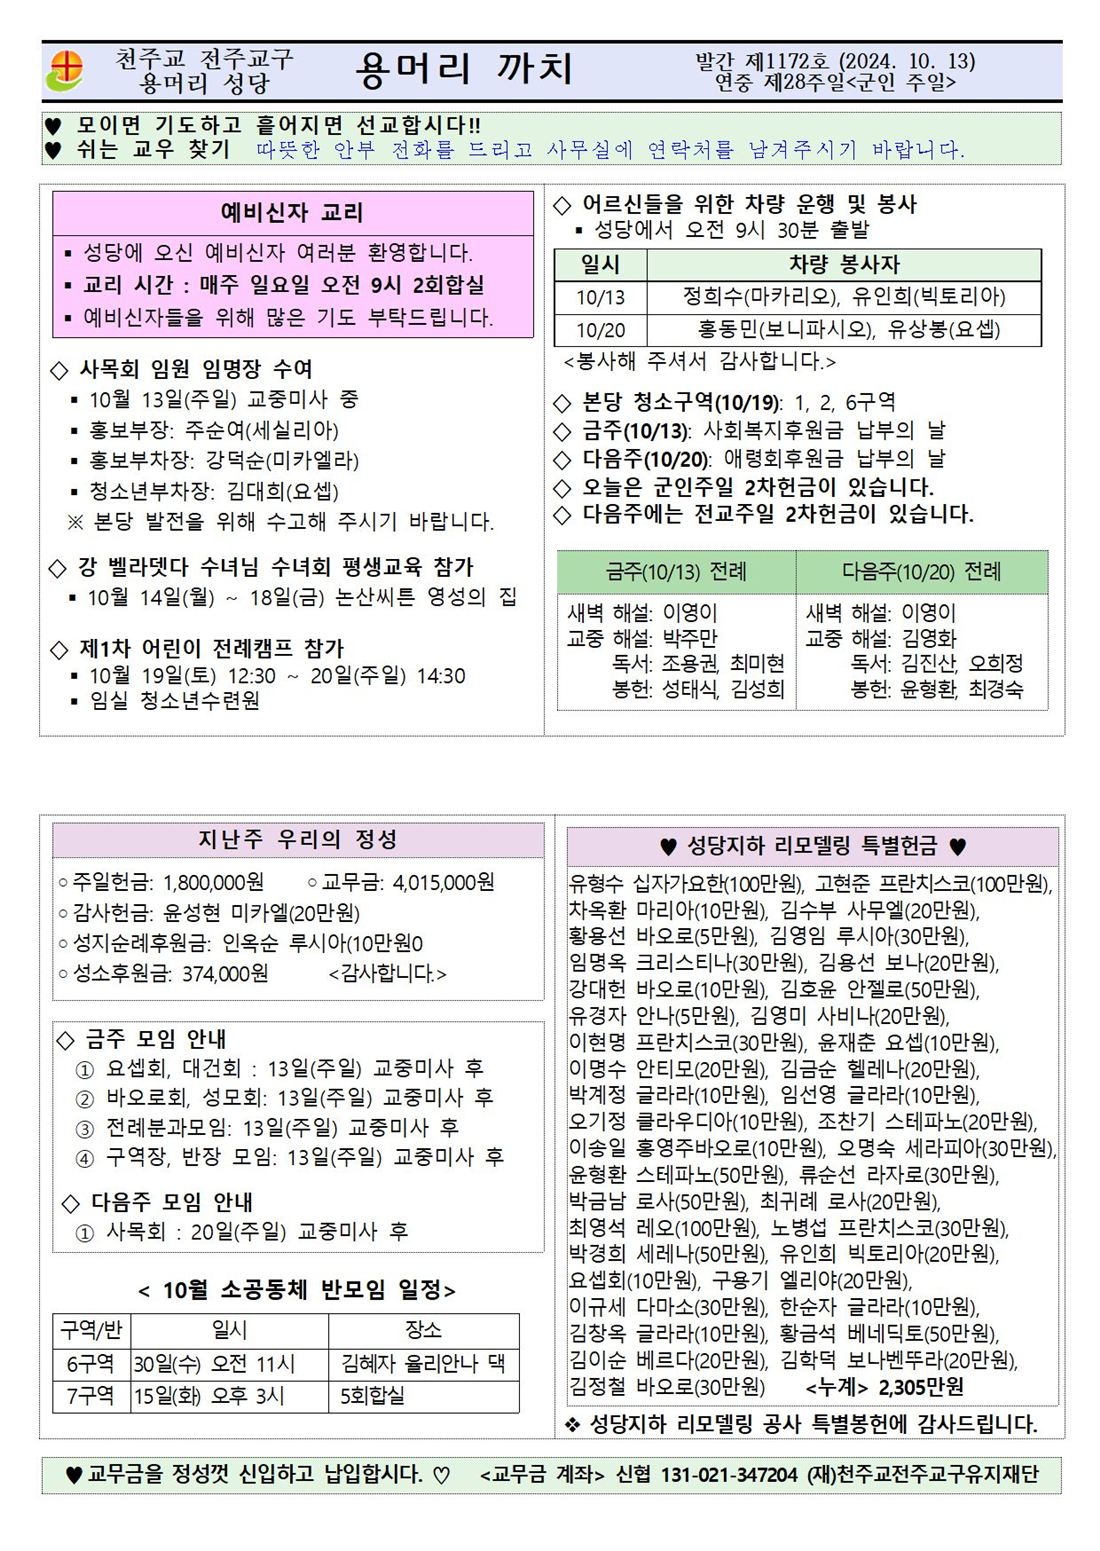 천주교 전주교구
용머리 성당
용머리 까치
발간 제1172호 (2024. 10. 13)
연중 제28주일<군인 주일>
♥ 모이면 기도하고 흩어지면 선교합시다!!
♥ 쉬는 교우 찾기 따뜻한 안부 전화를 드리고 사무실에 연락처를 남겨주시기 바랍니다.
예비신자 교리
▪ 성당에 오신 예비신자 여러분 환영합니다.
▪ 교리 시간 : 매주 일요일 오전 9시 2회합실
▪ 예비신자들을 위해 많은 기도 부탁드립니다.
◇ 사목회 임원 임명장 수여
▪ 10월 13일(주일) 교중미사 중
▪ 홍보부장: 주순여(세실리아)
▪ 홍보부차장: 강덕순(미카엘라)
▪ 청소년부차장: 김대희(요셉)
※ 본당 발전을 위해 수고해 주시기 바랍니다.
◇ 강 벨라뎃다 수녀님 수녀회 평생교육 참가
▪ 10월 14일(월) ~ 18일(금) 논산씨튼 영성의 집
◇ 제1차 어린이 전례캠프 참가
▪ 10월 19일(토) 12:30 ~ 20일(주일) 14:30
▪ 임실 청소년수련원
◇ 어르신들을 위한 차량 운행 및 봉사
▪ 성당에서 오전 9시 30분 출발
일시 차량 봉사자
10/13 정희수(마카리오), 유인희(빅토리아)
10/20 홍동민(보니파시오), 유상봉(요셉)
<봉사해 주셔서 감사합니다.>
◇ 본당 청소구역(10/19): 1, 2, 6구역
◇ 금주(10/13): 사회복지후원금 납부의 날
◇ 다음주(10/20): 애령회후원금 납부의 날
◇ 오늘은 군인주일 2차헌금이 있습니다.
◇ 다음주에는 전교주일 2차헌금이 있습니다.
금주(10/13) 전례 다음주(10/20) 전례
새벽 해설: 이영이 새벽 해설: 이영이
교중 해설: 박주만 교중 해설: 김영화
독서: 조용권, 최미현 독서: 김진산, 오희정
봉헌: 성태식, 김성희 봉헌: 윤형환, 최경숙
지난주 우리의 정성
○ 주일헌금: 1,800,000원 ○ 교무금: 4,015,000원
○ 감사헌금: 윤성현 미카엘(20만원)
○ 성지순례후원금: 인옥순 루시아(10만원0
○ 성소후원금: 374,000원 <감사합니다.>
◇ 금주 모임 안내
① 요셉회, 대건회 : 13일(주일) 교중미사 후
② 바오로회, 성모회: 13일(주일) 교중미사 후
③ 전례분과모임: 13일(주일) 교중미사 후
④ 구역장, 반장 모임: 13일(주일) 교중미사 후
◇ 다음주 모임 안내
① 사목회 : 20일(주일) 교중미사 후
< 10월 소공동체 반모임 일정>
구역/반 일시 장소
6구역 30일(수) 오전 11시 김혜자 율리안나 댁
7구역 15일(화) 오후 3시 5회합실
♥ 성당지하 리모델링 특별헌금 ♥
유형수 십자가요한(100만원), 고현준 프란치스코(100만원),
차옥환 마리아(10만원), 김수부 사무엘(20만원),
황용선 바오로(5만원), 김영임 루시아(30만원),
임명옥 크리스티나(30만원), 김용선 보나(20만원),
강대헌 바오로(10만원), 김호윤 안젤로(50만원),
유경자 안나(5만원), 김영미 사비나(20만원),
이현명 프란치스코(30만원), 윤재춘 요셉(10만원),
이명수 안티모(20만원), 김금순 헬레나(20만원),
박계정 글라라(10만원), 임선영 글라라(10만원),
오기정 클라우디아(10만원), 조찬기 스테파노(20만원),
이송일 홍영주바오로(10만원), 오명숙 세라피아(30만원),
윤형환 스테파노(50만원), 류순선 라자로(30만원),
박금남 로사(50만원), 최귀례 로사(20만원),
최영석 레오(100만원), 노병섭 프란치스코(30만원),
박경희 세레나(50만원), 유인희 빅토리아(20만원),
요셉회(10만원), 구용기 엘리야(20만원),
이규세 다마소(30만원), 한순자 글라라(10만원),
김창옥 글라라(10만원), 황금석 베네딕토(50만원),
김이순 베르다(20만원), 김학덕 보나벤뚜라(20만원),
김정철 바오로(30만원) <누계> 2,305만원
❖ 성당지하 리모델링 공사 특별봉헌에 감사드립니다.
♥ 교무금을 정성껏 신입하고 납입합시다. ♡ <교무금 계좌> 신협 131-021-347204 (재)천주교전주교구유지재단